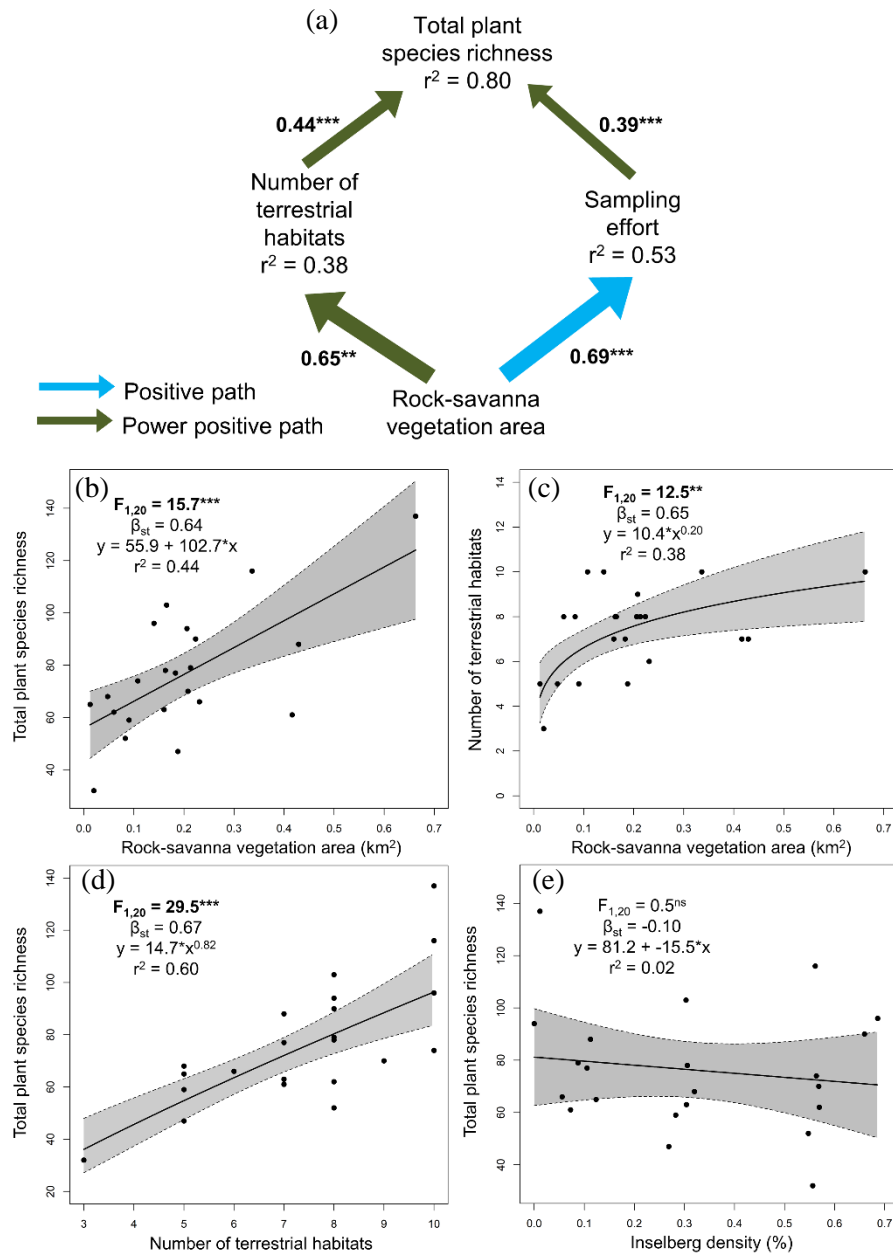 (a)
Total plant
species richness
r² = 0.80
0.44***
0.39***
Number of
terrestrial
habitats
r² = 0.38
Sampling
effort
r² = 0.53
0.65**
0.69***
Positive path
Power positive path
Rock-savanna
vegetation area
(b)
F1,20 = 15.7***
βst = 0.64
y = 55.9 + 102.7*x
r² = 0.44
Total plant species richness
140
120
100
80
60
40
0.0 0.1 0.2 0.3 0.4 0.5 0.6 0.7
Rock-savanna vegetation area (km²)
(c)
F1,20 = 12.5**
βst = 0.65
y = 10.4*x^0.20
r² = 0.38
Number of terrestrial habitats
14
12
10
8
6
4
2
0
0.0 0.1 0.2 0.3 0.4 0.5 0.6 0.7
Rock-savanna vegetation area (km²)
(d)
F1,20 = 29.5***
βst = 0.67
y = 14.7*x^0.82
r² = 0.60
Total plant species richness
140
120
100
80
60
40
20
3 4 5 6 7 8 9 10
Number of terrestrial habitats
(e)
F1,20 = 0.5ns
βst = -0.10
y = 81.2 + -15.5*x
r² = 0.02
Total plant species richness
140
120
100
80
60
40
0.0 0.1 0.2 0.3 0.4 0.5 0.6 0.7
Inselberg density (%)